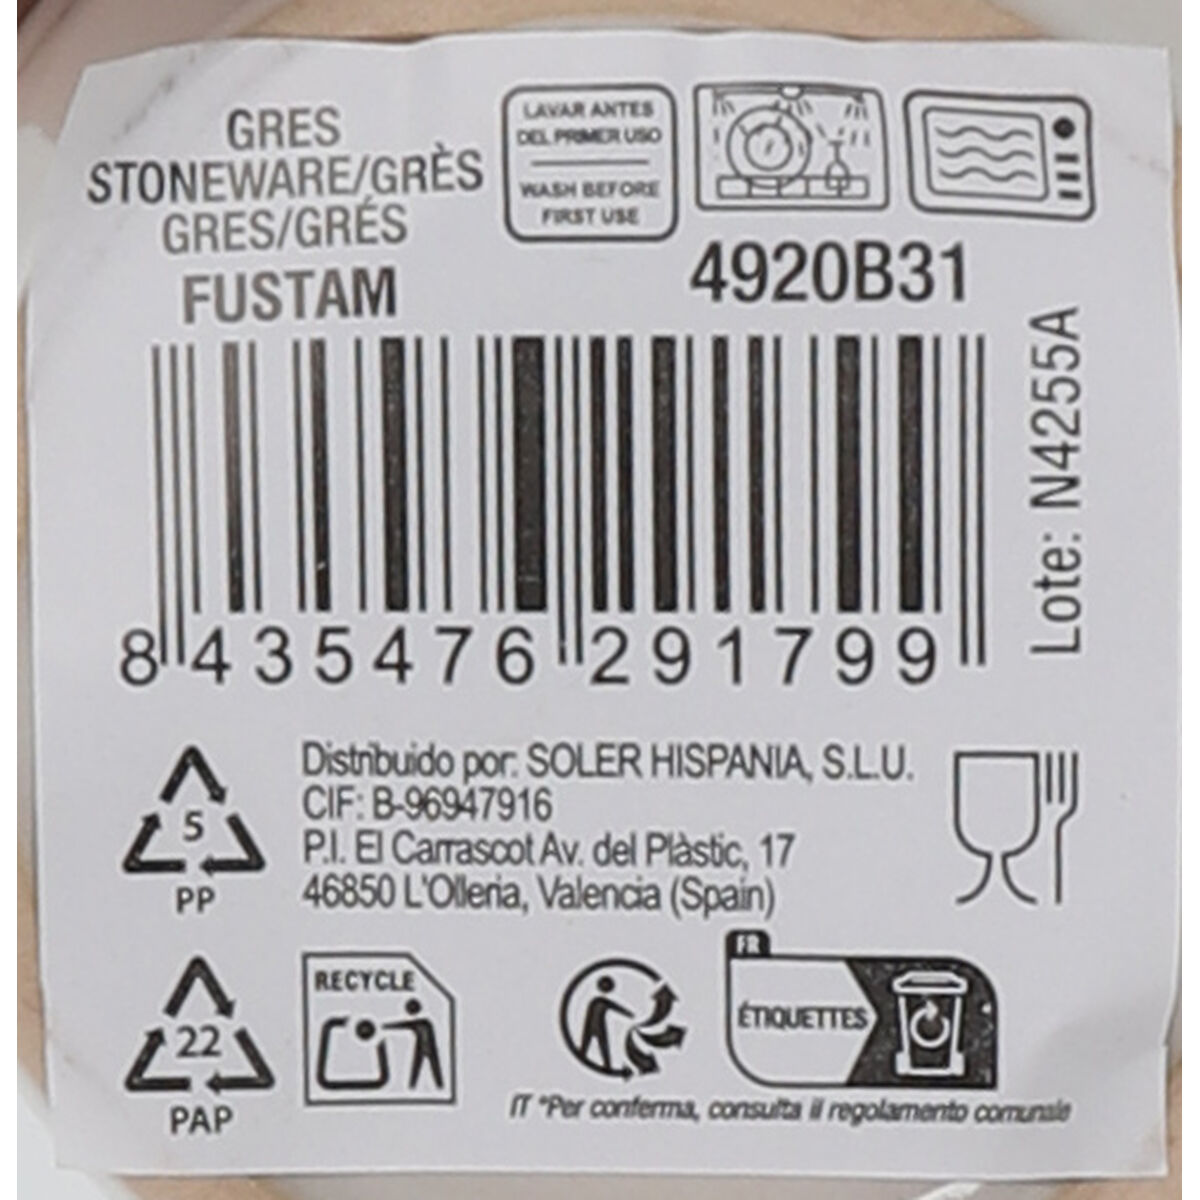 GRES
STONEWARE/GRÈS
GRES/GRÉS
FUSTAM
LAVAR ANTES
DEL PRIMER USO
WASH BEFORE
FIRST USE
4920B31
Lote: N4255A
8 435476 291799
5
PP
Distribuido por: SOLER HISPANIA, S.L.U.
CIF: B-96947916
P.I. El Carrascot Av. del Plàstic, 17
46850 L'Olleria, Valencia (Spain)
22
PAP
RECYCLE
FR
ÉTIQUETTES
IT *Per conferma, consulta il regolamento comunale